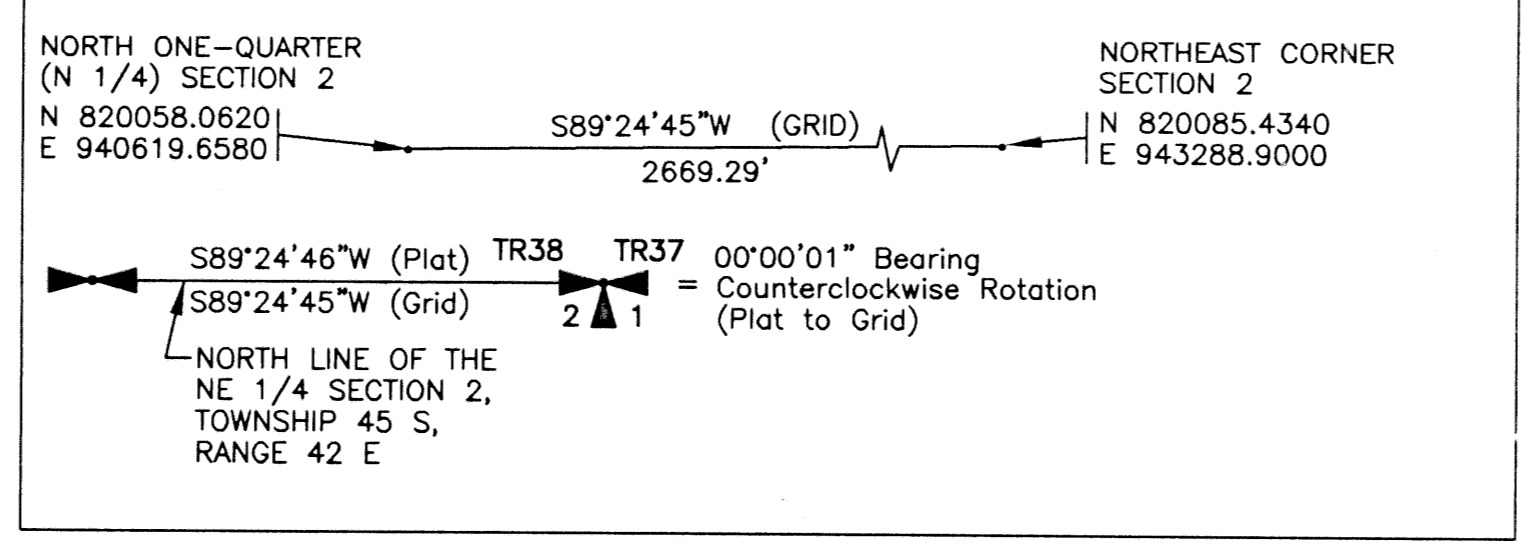 NORTH ONE-QUARTER
(N 1/4) SECTION 2
N 820058.0620
E 940619.6580
S89°24'45"W (GRID)
2669.29'
NORTHEAST CORNER
SECTION 2
N 820085.4340
E 943288.9000
S89°24'46"W (Plat)
S89°24'45"W (Grid)
TR38
TR37
2
1
= 00°00'01" Bearing
Counterclockwise Rotation
(Plat to Grid)
NORTH LINE OF THE
NE 1/4 SECTION 2,
TOWNSHIP 45 S,
RANGE 42 E